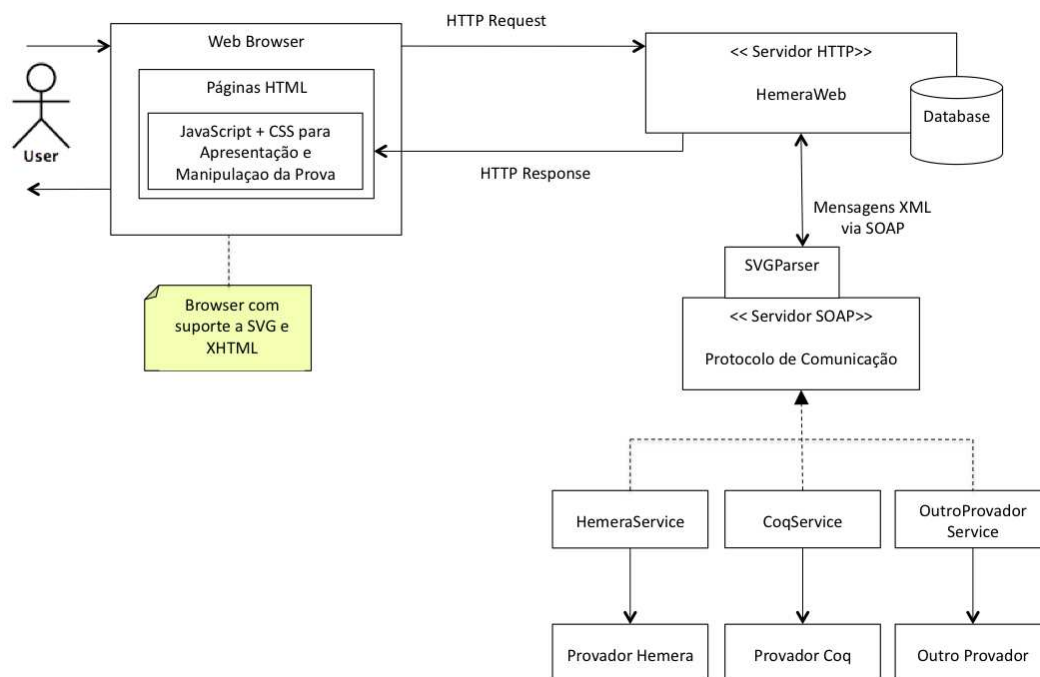 HTTP Request
Web Browser
Páginas HTML
JavaScript + CSS para
Apresentação e
Manipulaçao da Prova
User
<< Servidor HTTP>>
HemeraWeb
Database
HTTP Response
Mensagens XML
via SOAP
Browser com
suporte a SVG e
XHTML
SVGParser
<< Servidor SOAP>>
Protocolo de Comunicação
HemeraService
CoqService
OutroProvador
Service
Provador Hemera
Provador Coq
Outro Provador